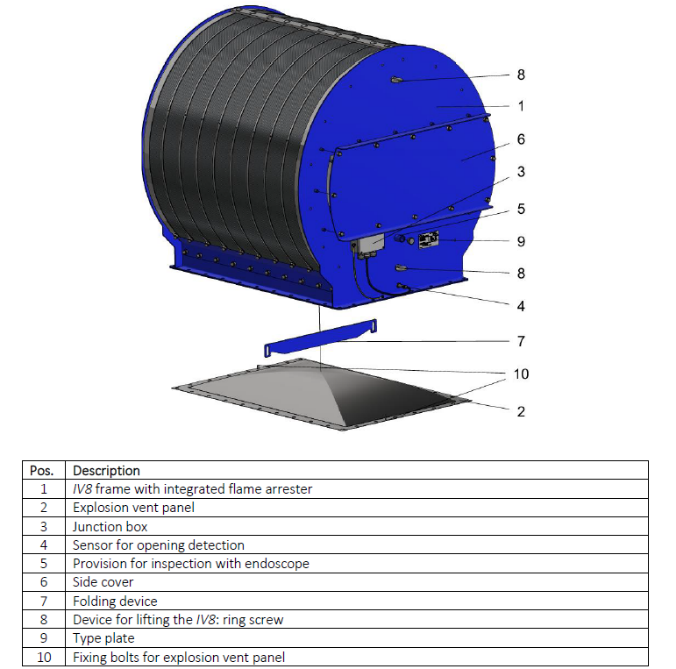 8
1
6
3
5
9
8
4
7
10
2
Pos. Description
1 IV8 frame with integrated flame arrester
2 Explosion vent panel
3 Junction box
4 Sensor for opening detection
5 Provision for inspection with endoscope
6 Side cover
7 Folding device
8 Device for lifting the IV8: ring screw
9 Type plate
10 Fixing bolts for explosion vent panel